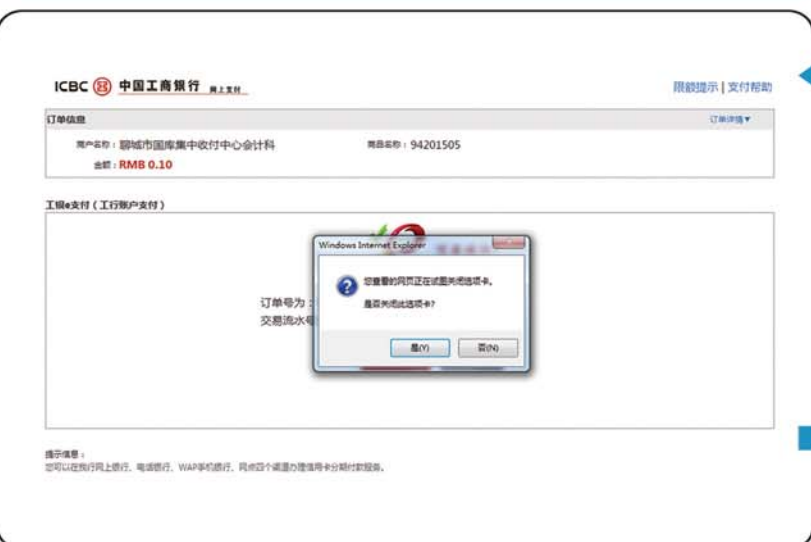 ICBC 中国工商银行 网上支付
限额提示 | 支付帮助
订单信息
订单详情▼
商户名称：聊城市国库集中收付中心会计科
商品名称：94201505
金额：RMB 0.10
工银e支付（工行账户支付）
Windows Internet Explorer
您查看的网页正在试图关闭选项卡。
是否关闭此选项卡?
订单号为：
交易流水号
是(Y)
否(N)
提示信息：
您可以在我行网上银行、电话银行、WAP手机银行、网点四个渠道办理信用卡分期付款服务。